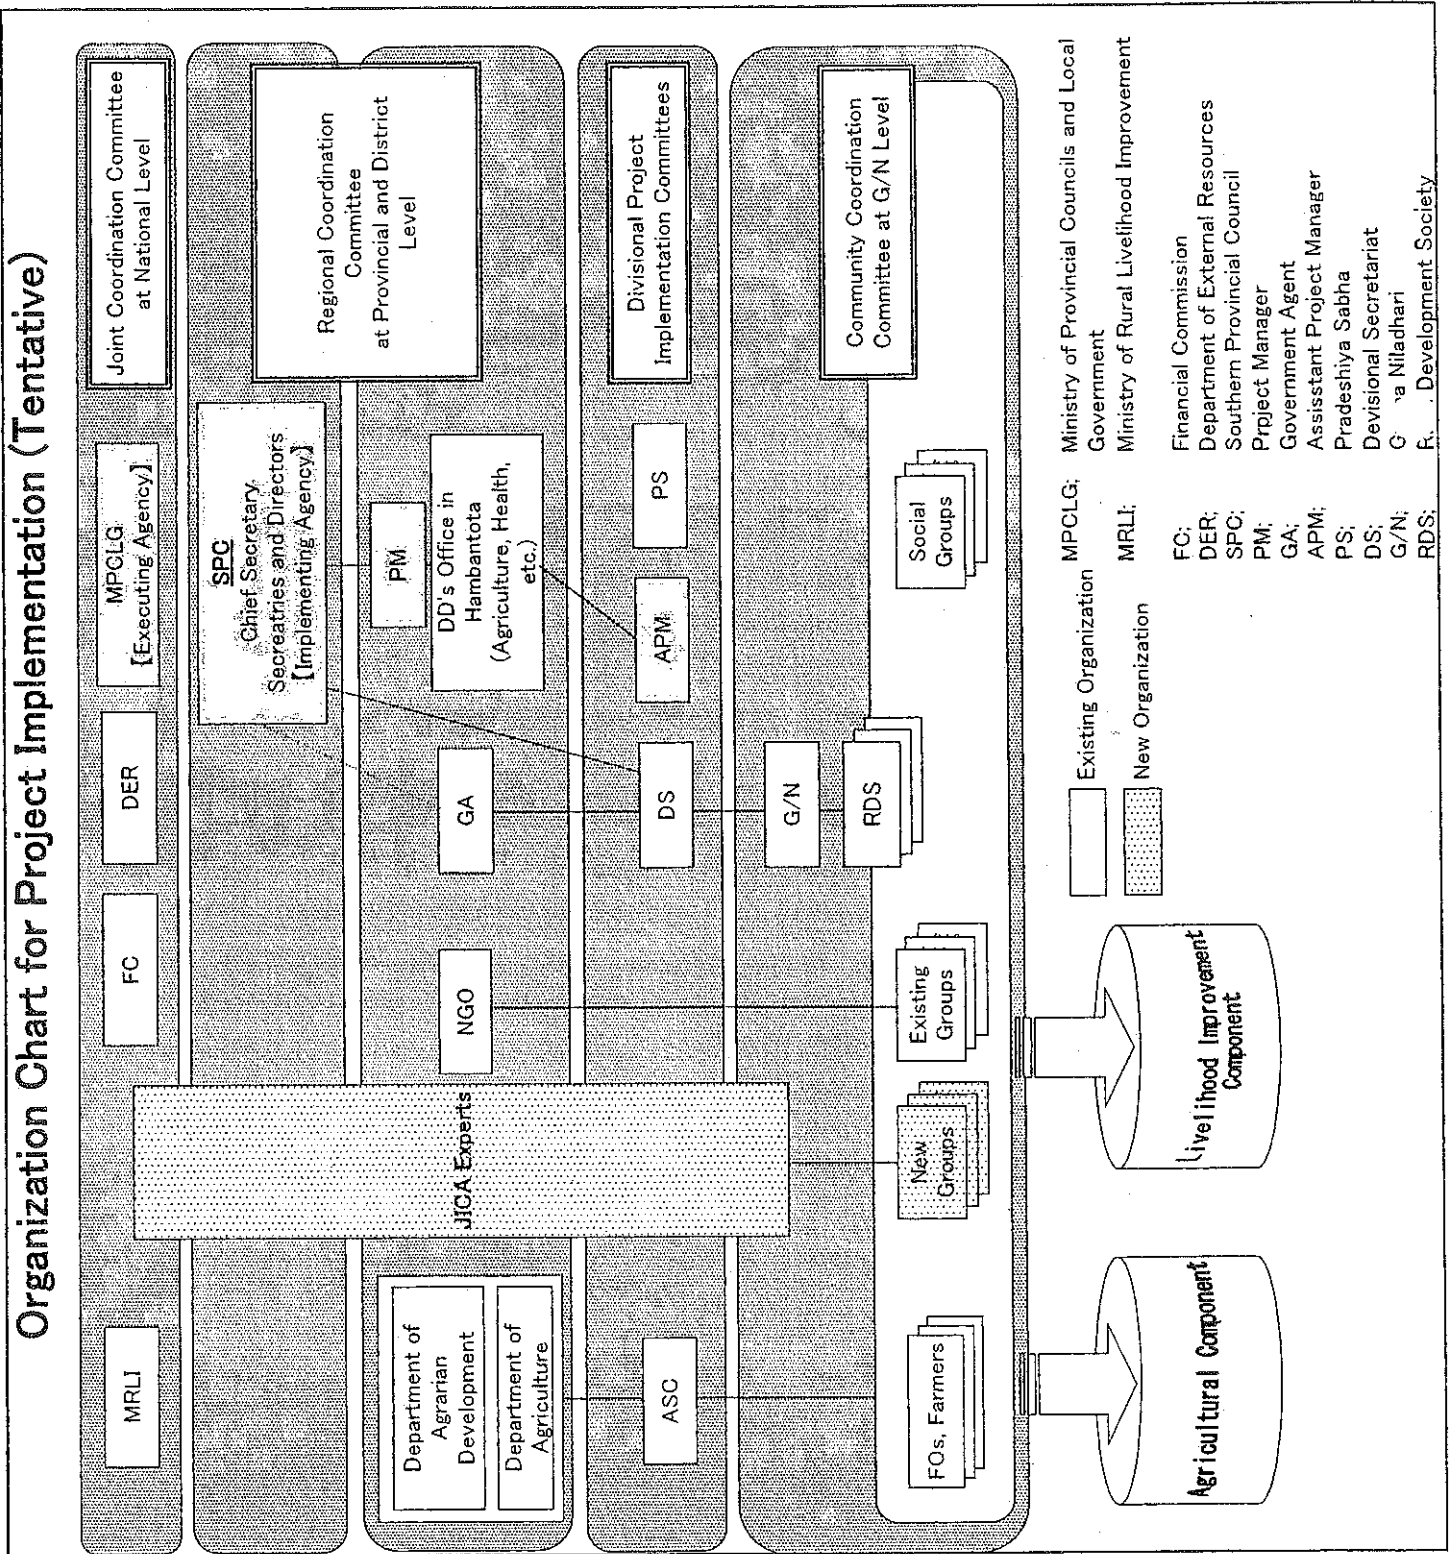 Organization Chart for Project Implementation (Tentative)
MRLI
FC
DER
MPCLG
【Executing Agency】
Joint Coordination Committee
at National Level
SPC
Chief Secretary
Secreatries and Directors
【Implementing Agency】
Regional Coordination
Committee
at Provincial and District
Level
Department of
Agrarian
Development
Department of
Agriculture
JICA Experts
NGO
GA
PM
DD's Office in
Hambantota
(Agriculture, Health,
etc.)
ASC
DS
APM
PS
Divisional Project
Implementation Committees
G/N
RDS
Community Coordination
Committee at G/N Level
FOs, Farmers
New
Groups
Existing
Groups
Social
Groups
Agricultural Component
Livelihood Improvement
Component
Existing Organization
New Organization
MPCLG; Ministry of Provincial Councils and Local
Government
MRLI; Ministry of Rural Livelihood Improvement
FC; Financial Commission
DER; Department of External Resources
SPC; Southern Provincial Council
PM; Prpject Manager
GA; Government Agent
APM; Assisstant Project Manager
PS; Pradeshiya Sabha
DS; Devisional Secretariat
G/N; Niladhari
RDS; Development Society